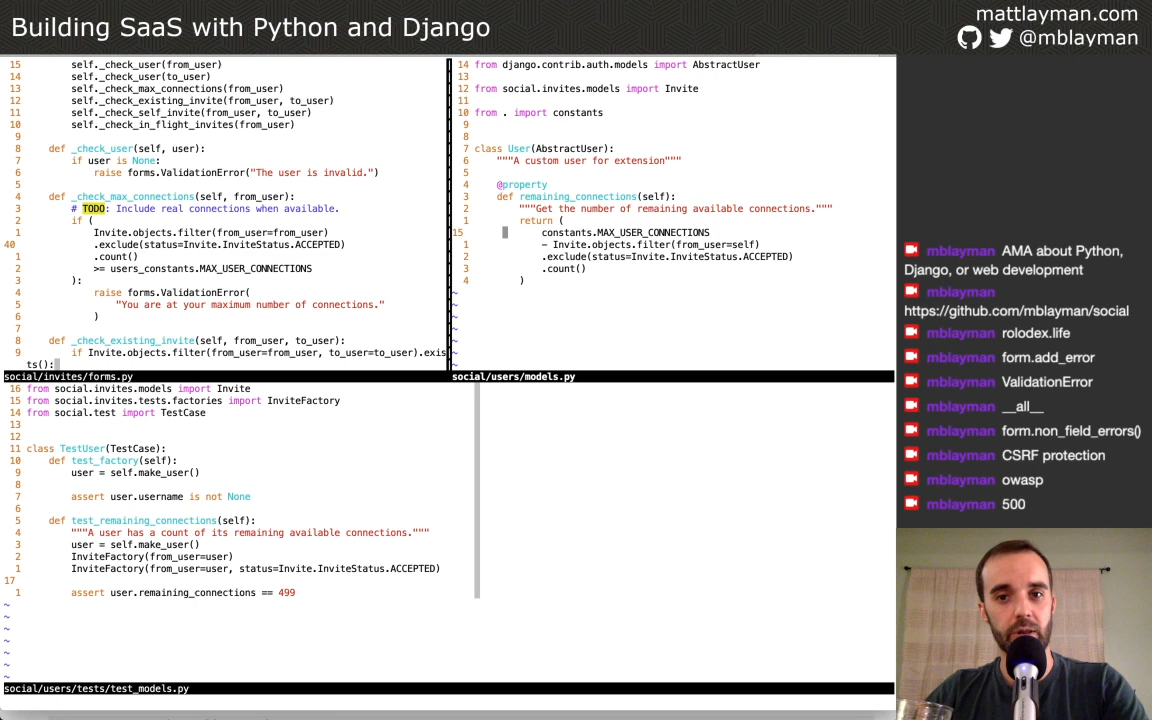 Building SaaS with Python and Django
mattlayman.com
@mblayman
15 self._check_user(from_user)
14 self._check_user(to_user)
13 self._check_max_connections(from_user)
12 self._check_existing_invite(from_user, to_user)
11 self._check_self_invite(from_user, to_user)
10 self._check_in_flight_invites(from_user)
9
8 def _check_user(self, user):
7 if user is None:
6 raise forms.ValidationError("The user is invalid.")
5
4 def _check_max_connections(self, from_user):
3 # TODO: Include real connections when available.
2 if (
1 Invite.objects.filter(from_user=from_user)
40 .exclude(status=Invite.InviteStatus.ACCEPTED)
1 .count()
2 >= users_constants.MAX_USER_CONNECTIONS
3 ):
4 raise forms.ValidationError(
5 "You are at your maximum number of connections."
6 )
7
8 def _check_existing_invite(self, from_user, to_user):
9 if Invite.objects.filter(from_user=from_user, to_user=to_user).exis
ts():
social/invites/forms.py
14 from django.contrib.auth.models import AbstractUser
13
12 from social.invites.models import Invite
11
10 from . import constants
9
8
7 class User(AbstractUser):
6 """A custom user for extension"""
5
4 @property
3 def remaining_connections(self):
2 """Get the number of remaining available connections."""
1 return (
15 constants.MAX_USER_CONNECTIONS
1 - Invite.objects.filter(from_user=self)
2 .exclude(status=Invite.InviteStatus.ACCEPTED)
3 .count()
4 )
~
~
~
~
~
~
~
social/users/models.py
16 from social.invites.models import Invite
15 from social.invites.tests.factories import InviteFactory
14 from social.test import TestCase
13
12
11 class TestUser(TestCase):
10 def test_factory(self):
9 user = self.make_user()
8
7 assert user.username is not None
6
5 def test_remaining_connections(self):
4 """A user has a count of its remaining available connections."""
3 user = self.make_user()
2 InviteFactory(from_user=user)
1 InviteFactory(from_user=user, status=Invite.InviteStatus.ACCEPTED)
17
1 assert user.remaining_connections == 499
~
~
~
~
~
~
~
social/users/tests/test_models.py
mblayman AMA about Python,
Django, or web development
mblayman
https://github.com/mblayman/social
mblayman rolodex.life
mblayman form.add_error
mblayman ValidationError
mblayman __all__
mblayman form.non_field_errors()
mblayman CSRF protection
mblayman owasp
mblayman 500